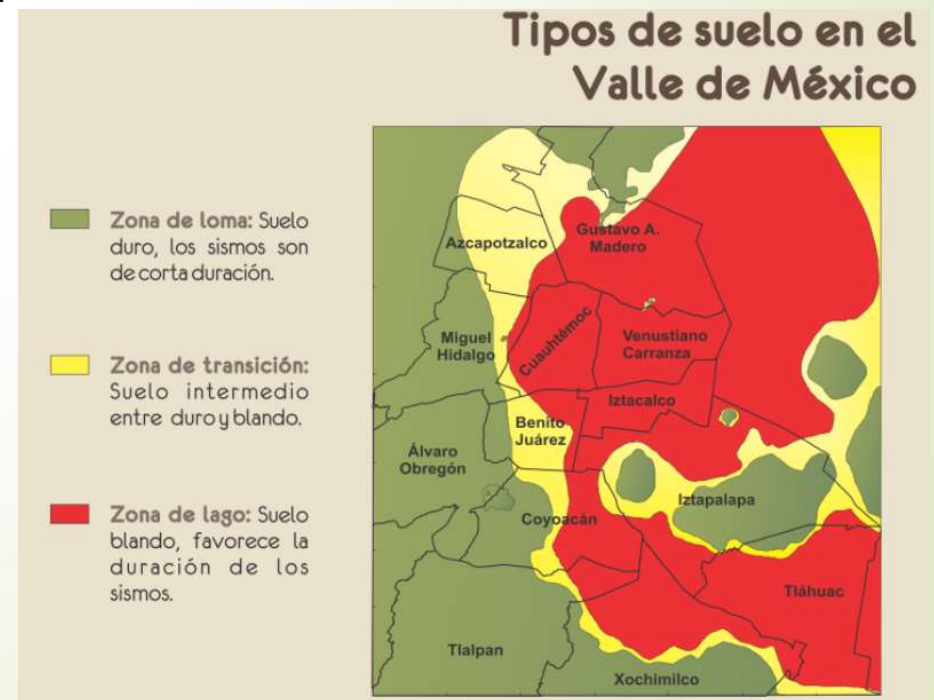 Tipos de suelo en el
Valle de México
Zona de loma: Suelo
duro, los sismos son
de corta duración.
Zona de transición:
Suelo intermedio
entre duro y blando.
Zona de lago: Suelo
blando, favorece la
duración de los
sismos.
Gustavo A.
Madero
Azcapotzalco
Miguel
Hidalgo
Cuauhtémoc
Venustiano
Carranza
Iztacalco
Benito
Juárez
Álvaro
Obregón
Iztapalapa
Coyoacán
Tláhuac
Tlalpan
Xochimilco